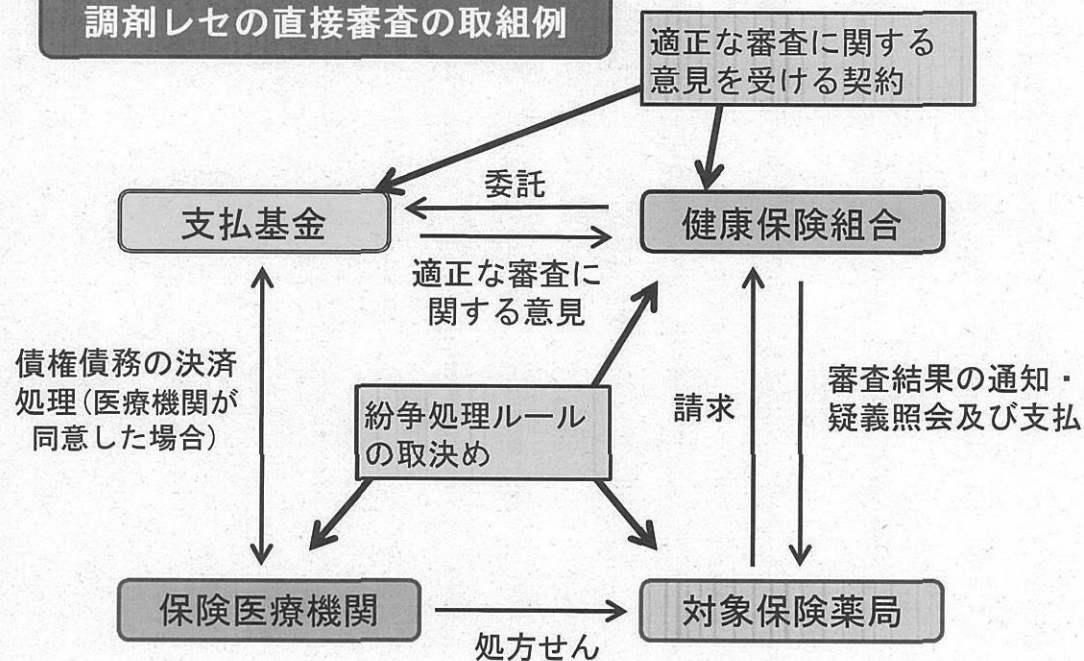 調剤レセの直接審査の取組例
適正な審査に関する
意見を受ける契約
委託
支払基金
健康保険組合
適正な審査に
関する意見
債権債務の決済
処理(医療機関が
同意した場合)
紛争処理ルール
の取決め
請求
審査結果の通知・
疑義照会及び支払
保険医療機関
対象保険薬局
処方せん